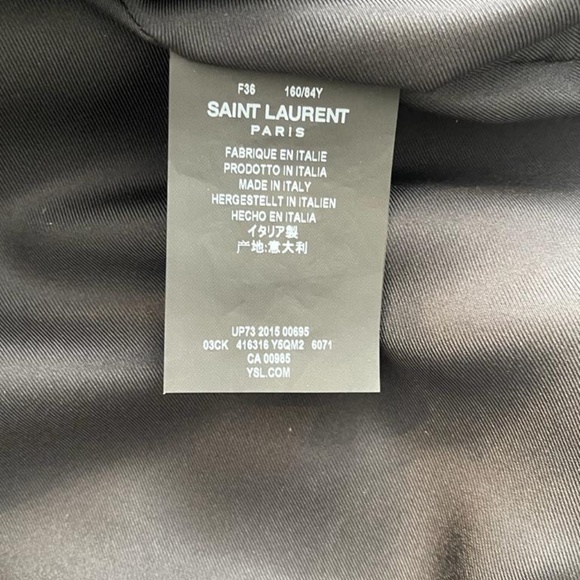 F36 160/84Y
SAINT LAURENT
PARIS
FABRIQUE EN ITALIE
PRODOTTO IN ITALIA
MADE IN ITALY
HERGESTELLT IN ITALIEN
HECHO EN ITALIA
イタリア製
产地:意大利
UP73 2015 00695
03CK 416316 Y5QM2 6071
CA 00985
YSL.COM